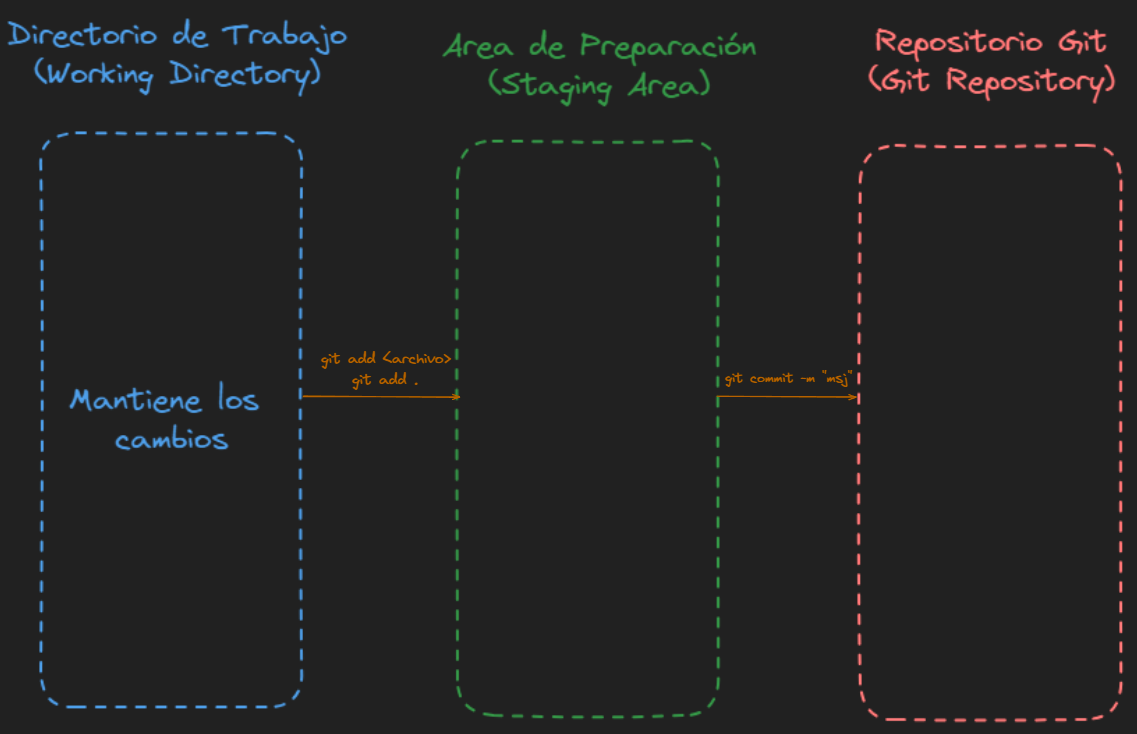 Directorio de Trabajo
(Working Directory)
Area de Preparación
(Staging Area)
Repositorio Git
(Git Repository)
Mantiene los
cambios
git add <archivo>
git add .
git commit -m "msj"